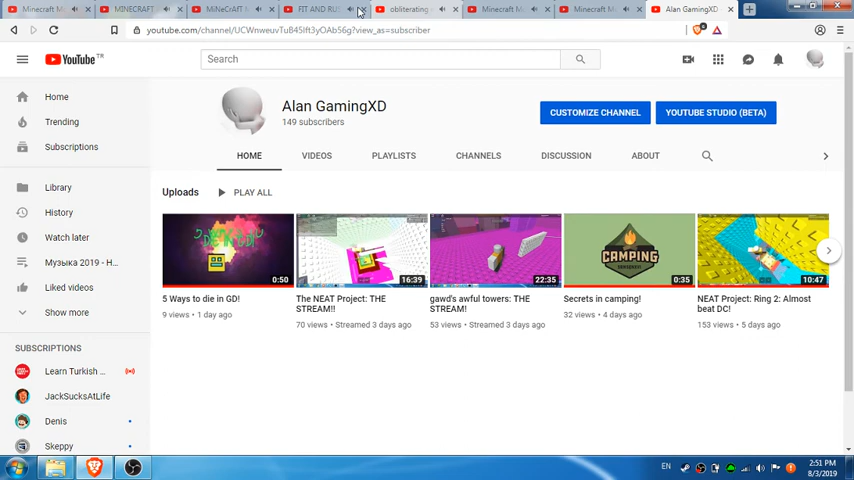 Minecraft M
MINECRAFT
MiNeCrAfT
FIT AND RU
obliterating
Minecraft M
Minecraft M
Alan GamingXD
youtube.com/channel/UCWnweuvTuB45Ift3yOAb56g?view_as=subscriber
6
YouTube TR
Search
Home
Trending
Subscriptions
Library
History
Watch later
Музыка 2019 - Н...
Liked videos
Show more
SUBSCRIPTIONS
Learn Turkish ...
JackSucksAtLife
Denis
Skeppy
Alan GamingXD
149 subscribers
CUSTOMIZE CHANNEL
YOUTUBE STUDIO (BETA)
HOME VIDEOS PLAYLISTS CHANNELS DISCUSSION ABOUT
Uploads PLAY ALL
0:50
5 Ways to die in GD!
9 views • 1 day ago
16:39
The NEAT Project: THE
STREAM!!
70 views • Streamed 3 days ago
22:35
gawd's awful towers: THE
STREAM!
53 views • Streamed 3 days ago
CAMPING
0:35
Secrets in camping!
32 views • 4 days ago
10:47
NEAT Project: Ring 2: Almost
beat DC!
153 views • 5 days ago
EN
2:51 PM
8/3/2019